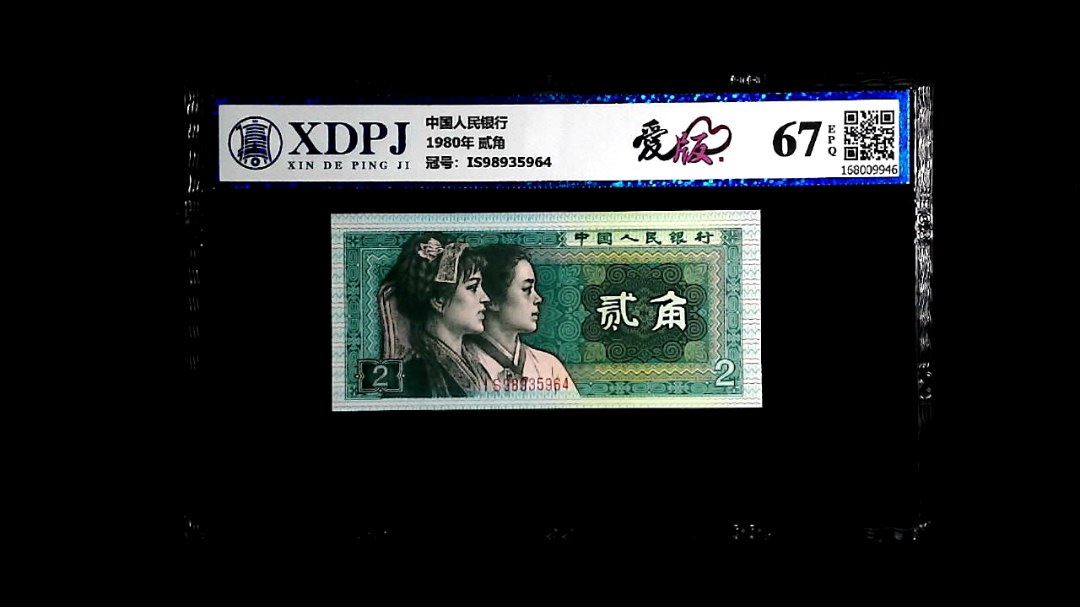 XDPJ
XIN DE PING JI
中国人民银行
1980年 贰角
冠号：IS98935964
爱版
67
EPQ
168009946
中国人民银行
贰角
2
IS98935964
2